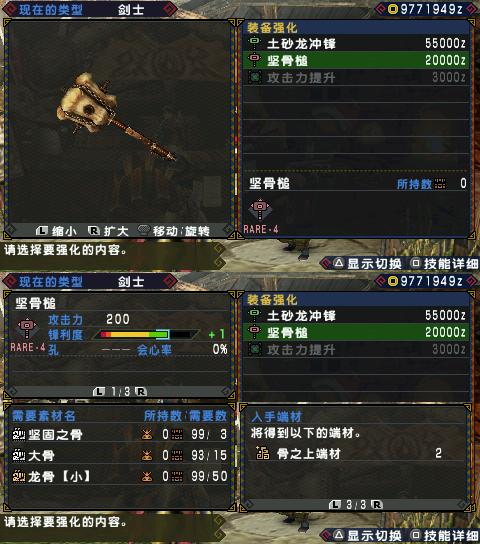 现在的类型 剑士
9771949z
装备强化
土砂龙冲锋 55000z
坚骨槌 20000z
攻击力提升 3000z
坚骨槌 所持数 0
RARE-4
L 缩小 R 扩大 移动/旋转
请选择要强化的内容。
△显示切换 □技能详细
现在的类型 剑士
9771949z
坚骨槌
攻击力 200
锋利度 +1
RARE-4 孔 --- 会心率 0%
L 1/3 R
装备强化
土砂龙冲锋 55000z
坚骨槌 20000z
攻击力提升 3000z
需要素材名 所持数/需要数
坚固之骨 0 99/ 3
大骨 0 93/15
龙骨【小】 0 99/50
入手端材
将得到以下的端材。
骨之上端材 2
L 3/3 R
请选择要强化的内容。
△显示切换 □技能详细